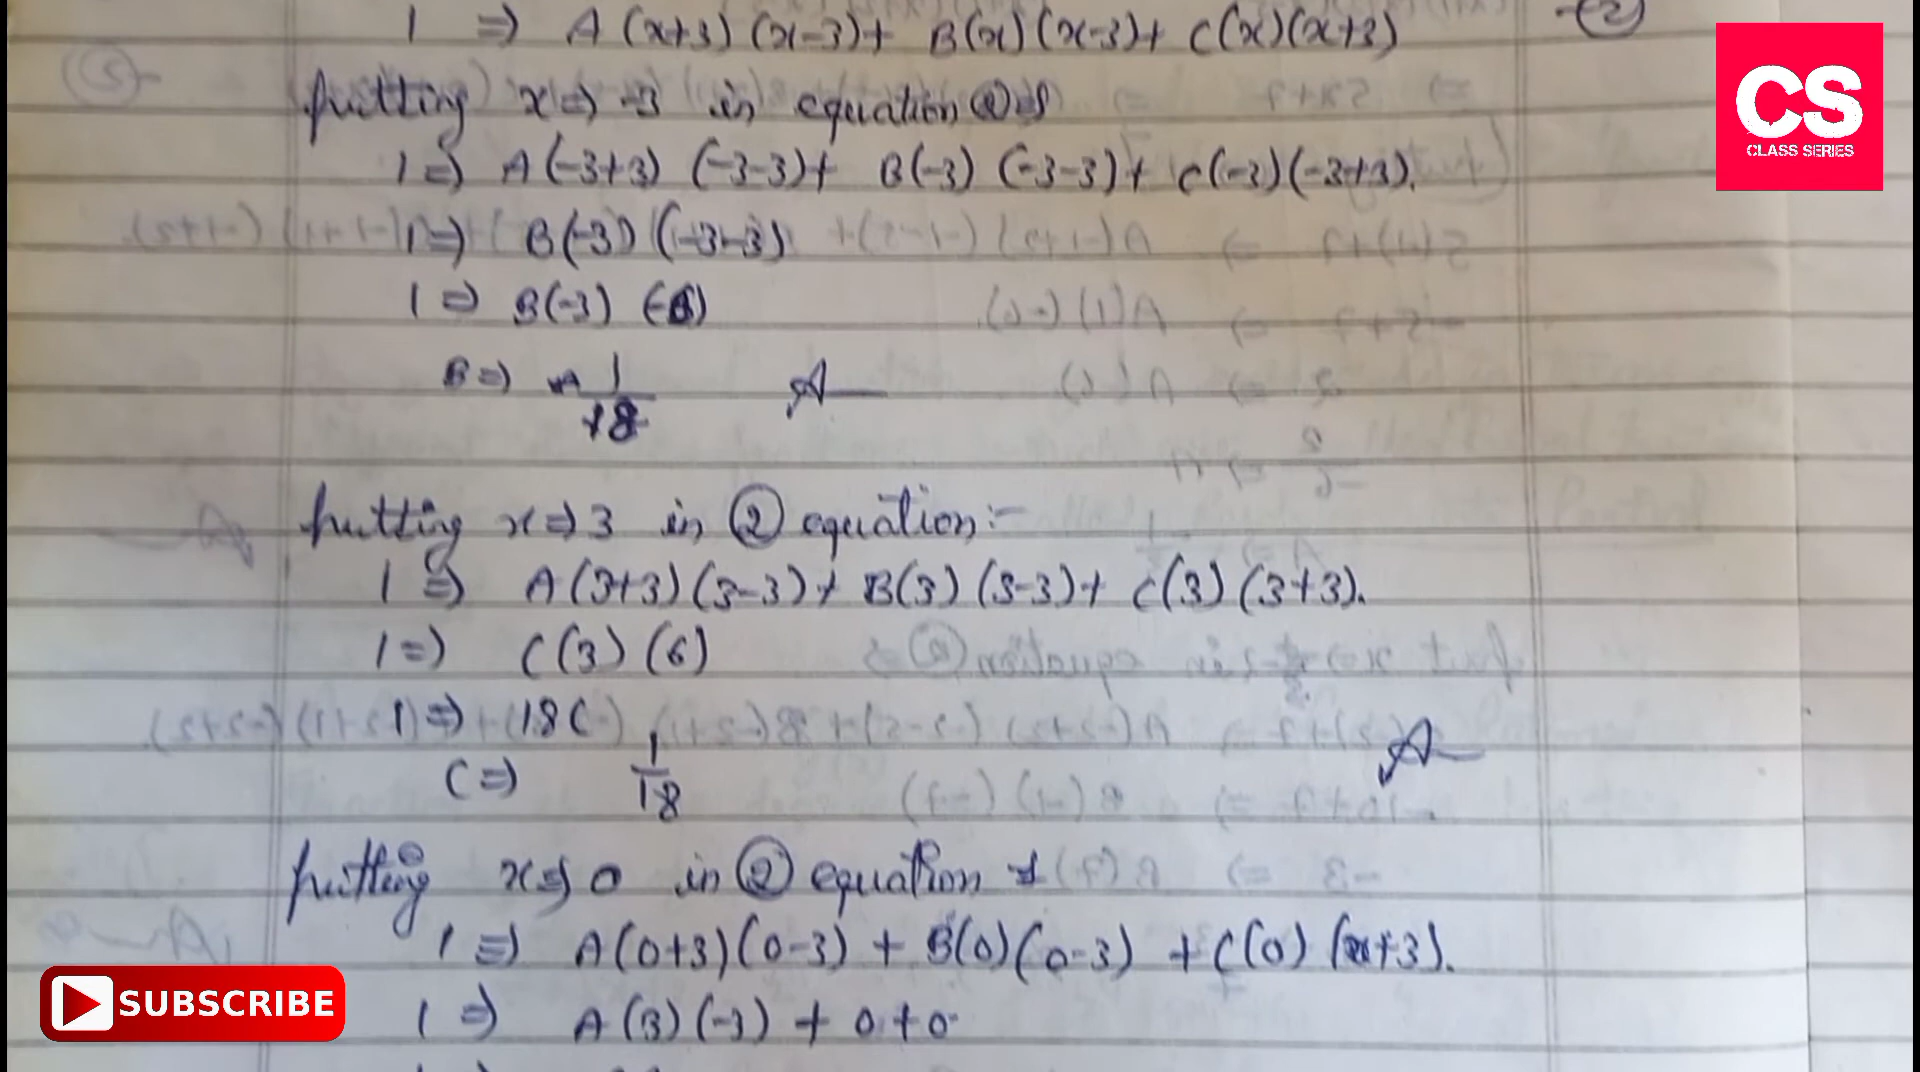 1 ⇒ A(x+3)(x-3)+ B(x)(x-3)+ C(x)(x+3) -(2)
CS
CLASS SERIES
putting x⇒ -3 in equation ② :-
1 ⇒ A(-3+3) (-3-3)+ B(-3) (-3-3)+ C(-3)(-3+3).
1 ⇒ B(-3) (-3-3)
1 ⇒ B(-3) (-6)
B ⇒ 1/18
putting x ⇒ 3 in ② equation:-
1 ⇒ A(3+3)(3-3)+ B(3)(3-3)+ C(3)(3+3).
1 ⇒ C(3)(6)
1 ⇒ 18C
C ⇒ 1/18
putting x ⇒ 0 in ② equation
1 ⇒ A(0+3)(0-3) + B(0)(0-3) + C(0)(x+3).
1 ⇒ A(3)(-3) + 0+0
SUBSCRIBE